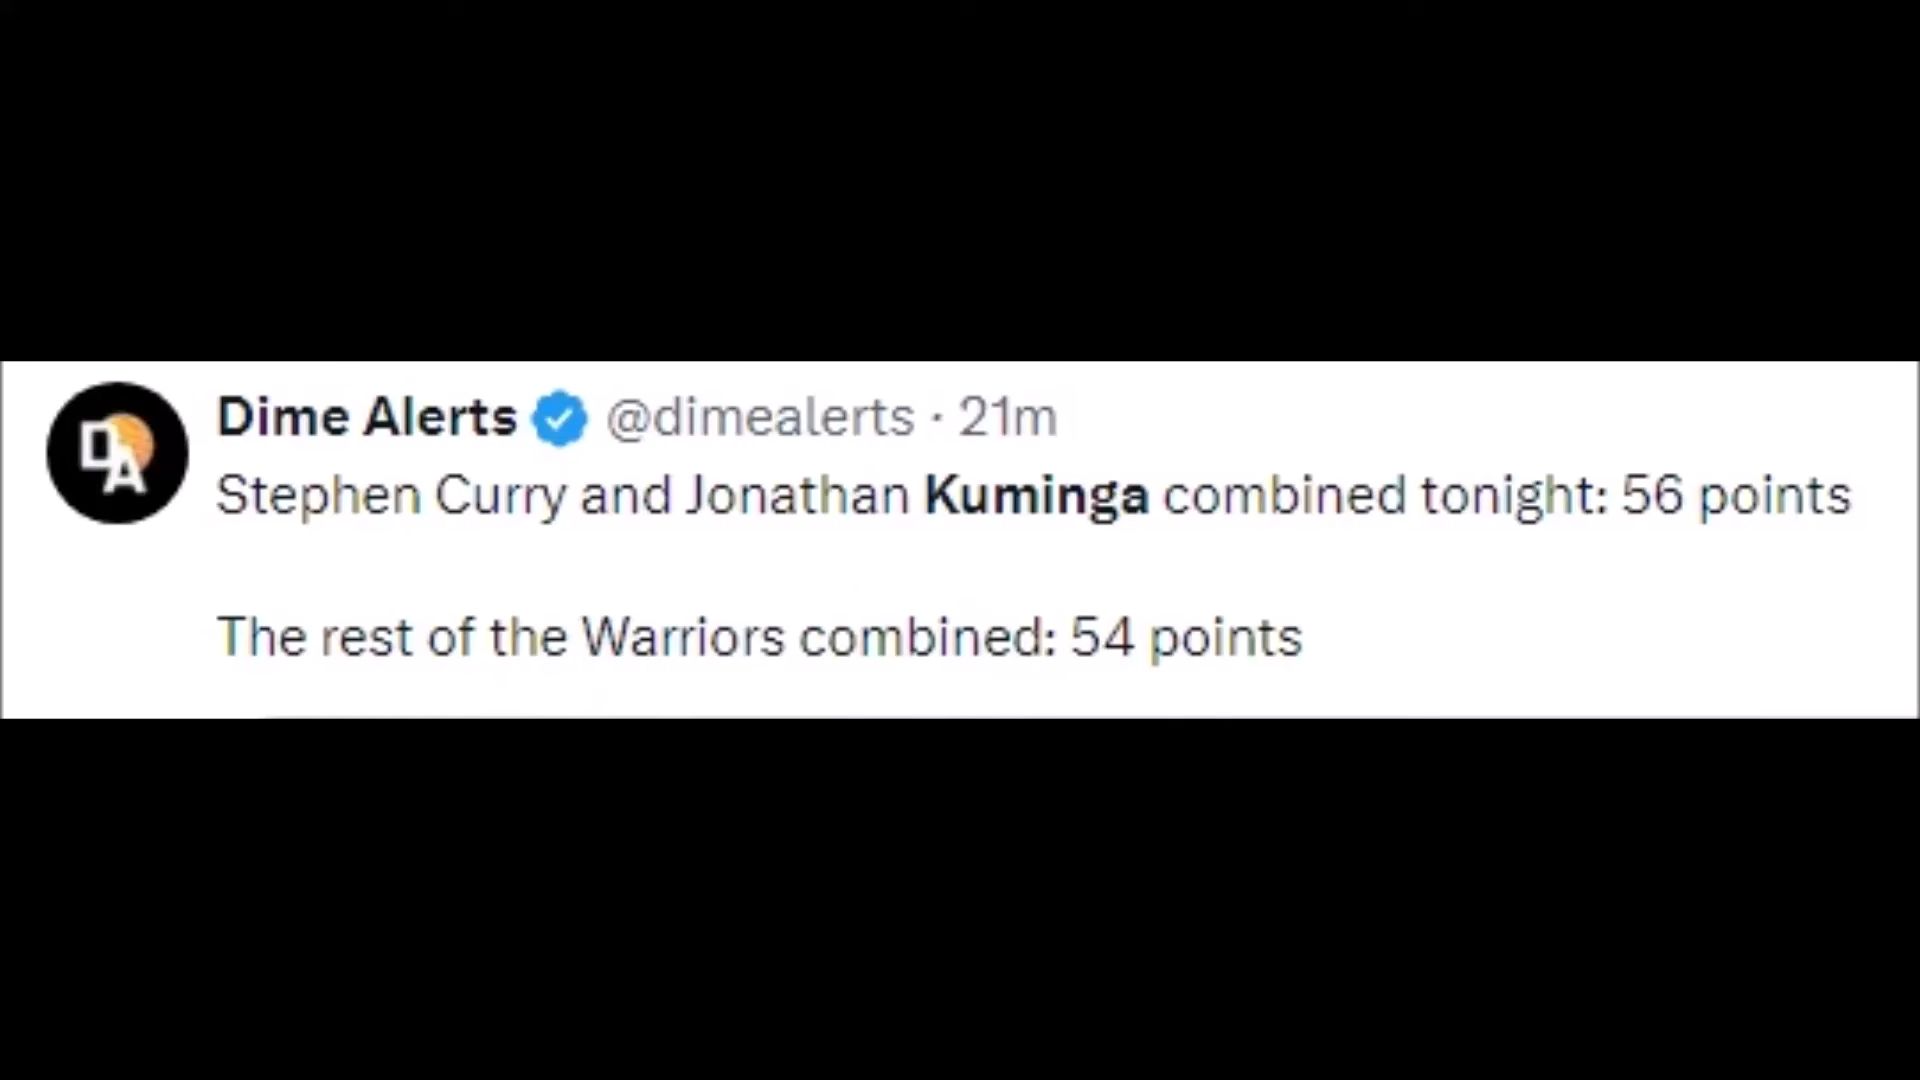 DA
Dime Alerts @dimealerts · 21m
Stephen Curry and Jonathan Kuminga combined tonight: 56 points
The rest of the Warriors combined: 54 points